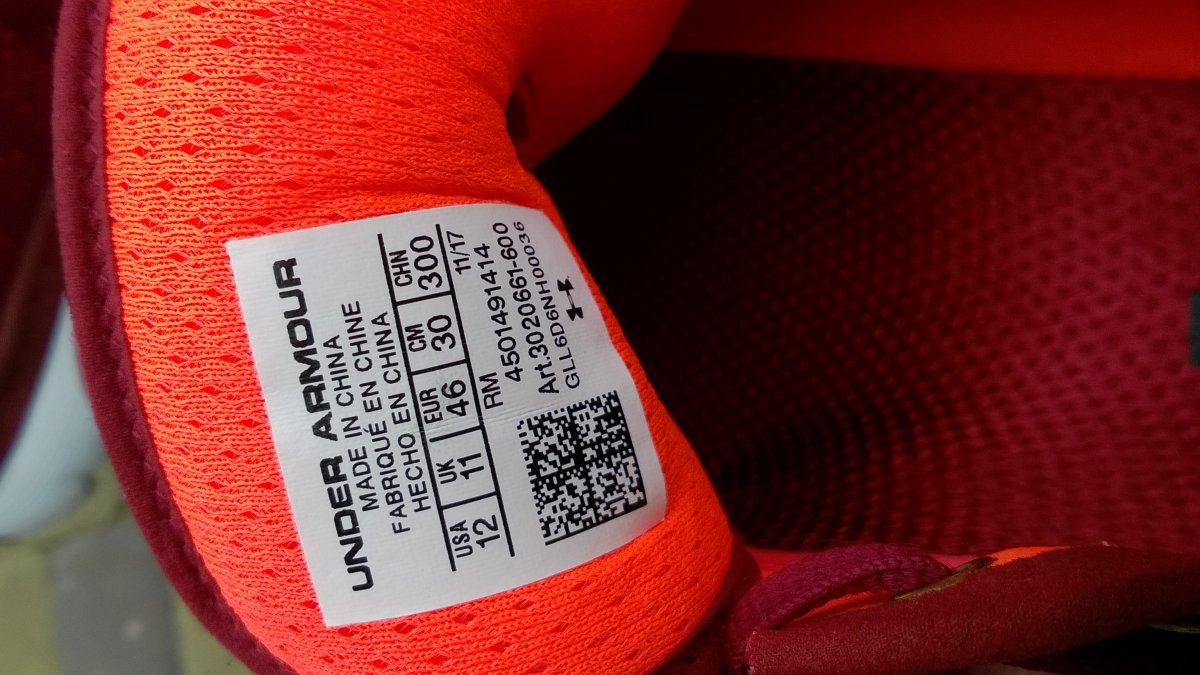 UNDER ARMOUR
MADE IN CHINA
FABRIQUÉ EN CHINE
HECHO EN CHINA
USA UK EUR CM CHN
12 11 46 30 300
RM 11/17
4501491414
Art.3020661-600
GLL6D6NH00036